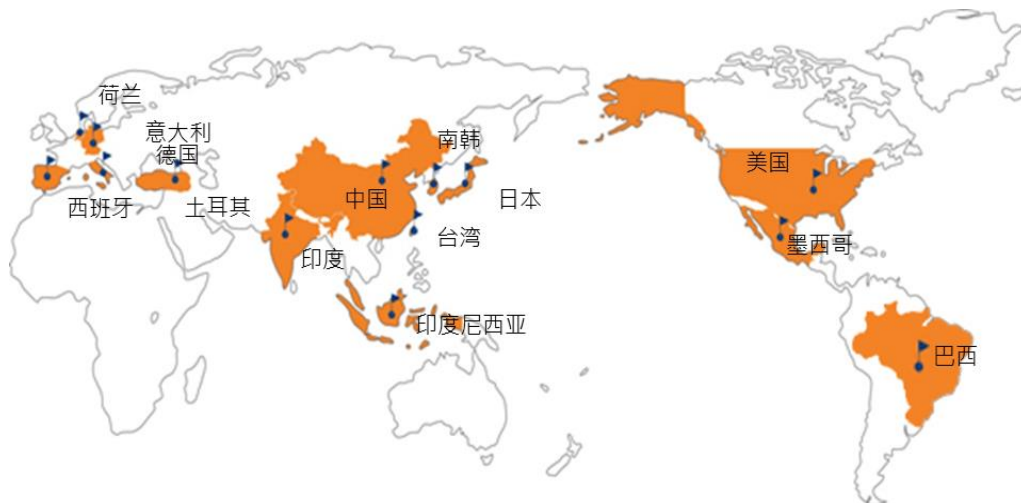 荷兰
意大利
德国
西班牙
土耳其
南韩
中国
日本
台湾
印度
印度尼西亚
美国
墨西哥
巴西